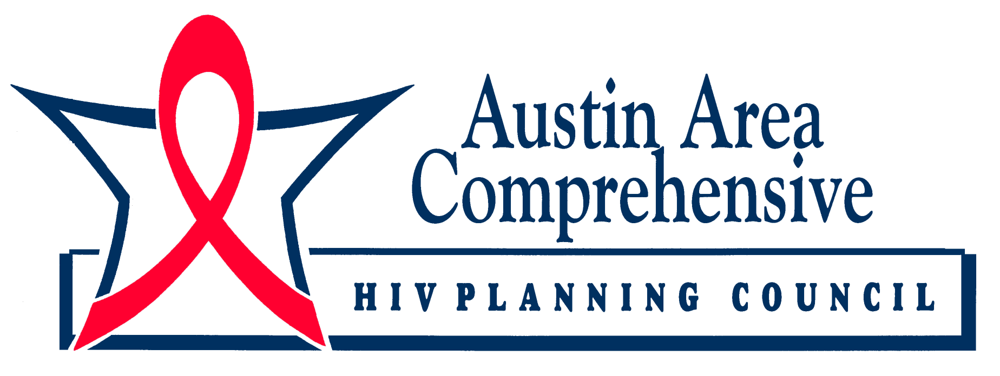 Austin Area
Comprehensive
HIV PLANNING COUNCIL